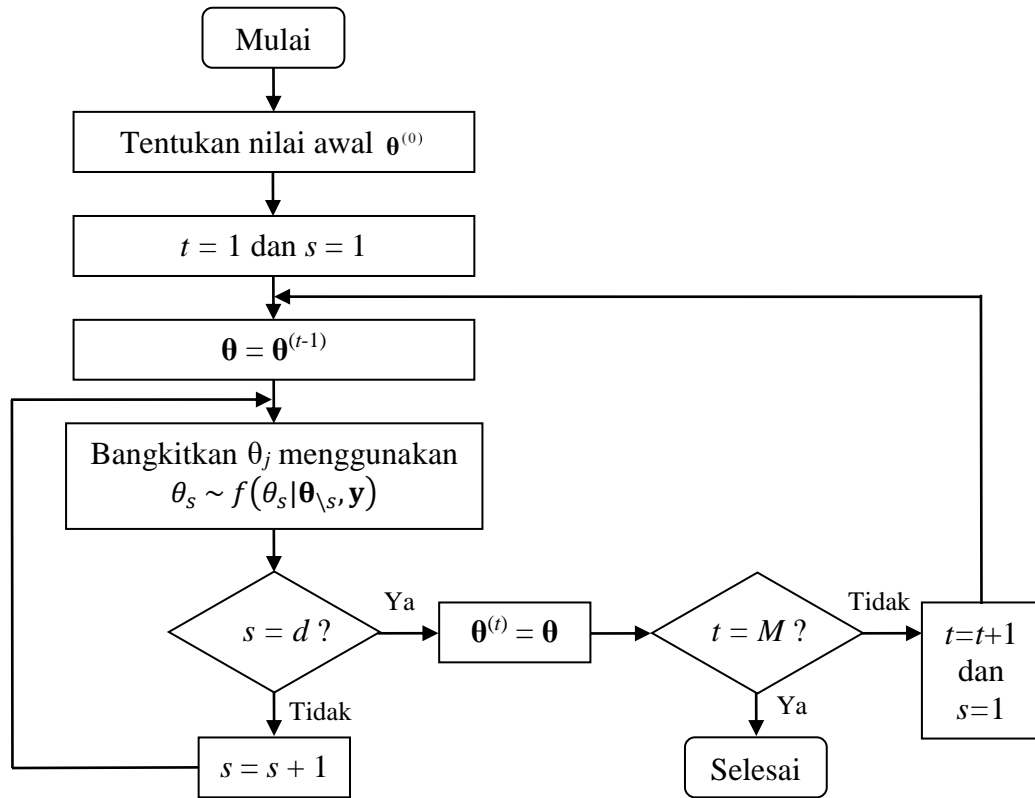 Mulai
Tentukan nilai awal θ⁽⁰⁾
t = 1 dan s = 1
θ = θ⁽ᵗ⁻¹⁾
Bangkitkan θⱼ menggunakan
θₛ ~ f(θₛ|θ\ₛ, y)
s = d ?
Ya
Tidak
s = s + 1
θ⁽ᵗ⁾ = θ
t = M ?
Tidak
Ya
t=t+1
dan
s=1
Selesai